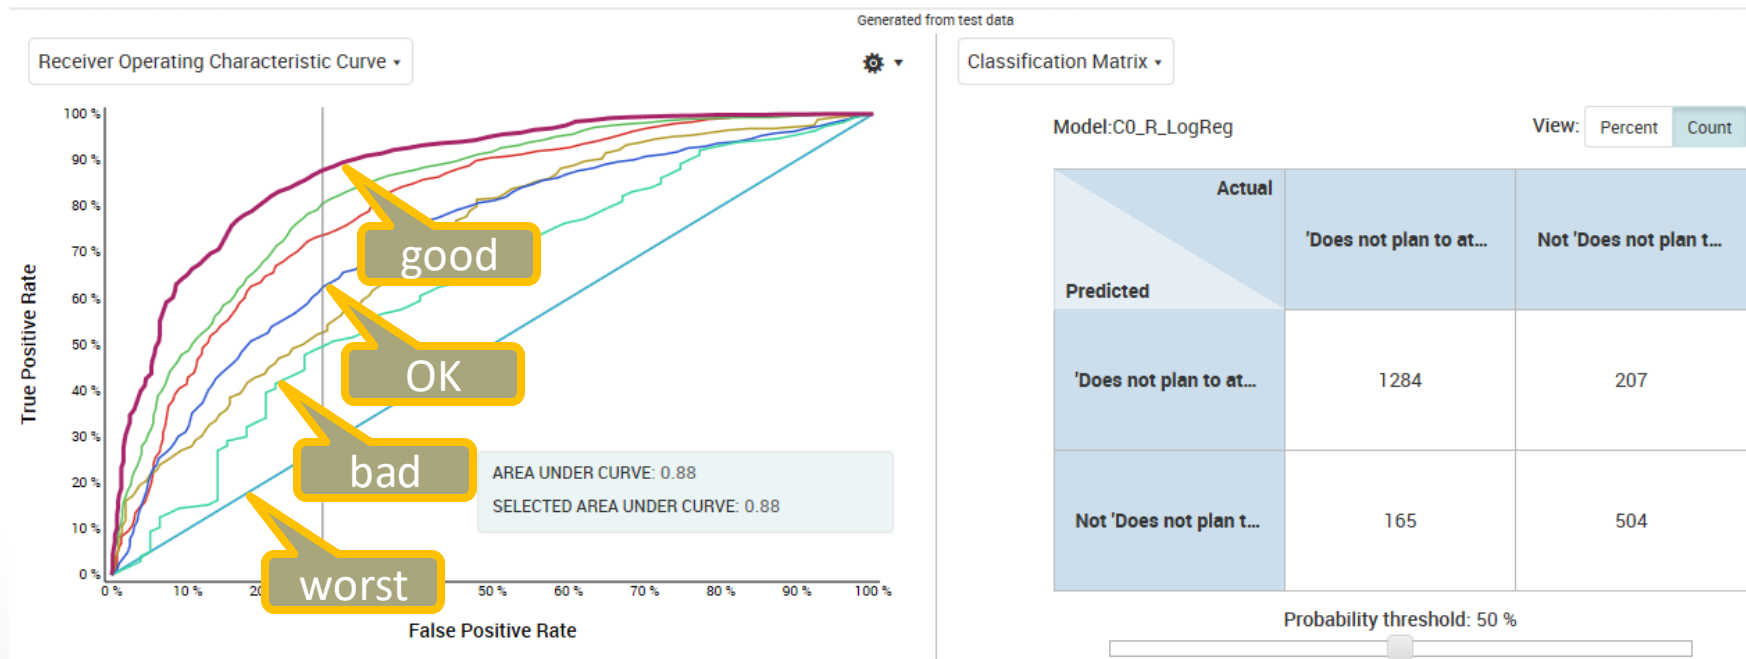 Generated from test data
Receiver Operating Characteristic Curve
Classification Matrix
100 %
90 %
80 %
70 %
60 %
50 %
40 %
30 %
20 %
10 %
0 %
True Positive Rate
good
OK
bad
worst
AREA UNDER CURVE: 0.88
SELECTED AREA UNDER CURVE: 0.88
0 % 10 % 20 50 % 60 % 70 % 80 % 90 % 100 %
False Positive Rate
Model:C0_R_LogReg
View: Percent Count
Actual
Predicted
'Does not plan to at... Not 'Does not plan t...
'Does not plan to at... 1284 207
Not 'Does not plan t... 165 504
Probability threshold: 50 %